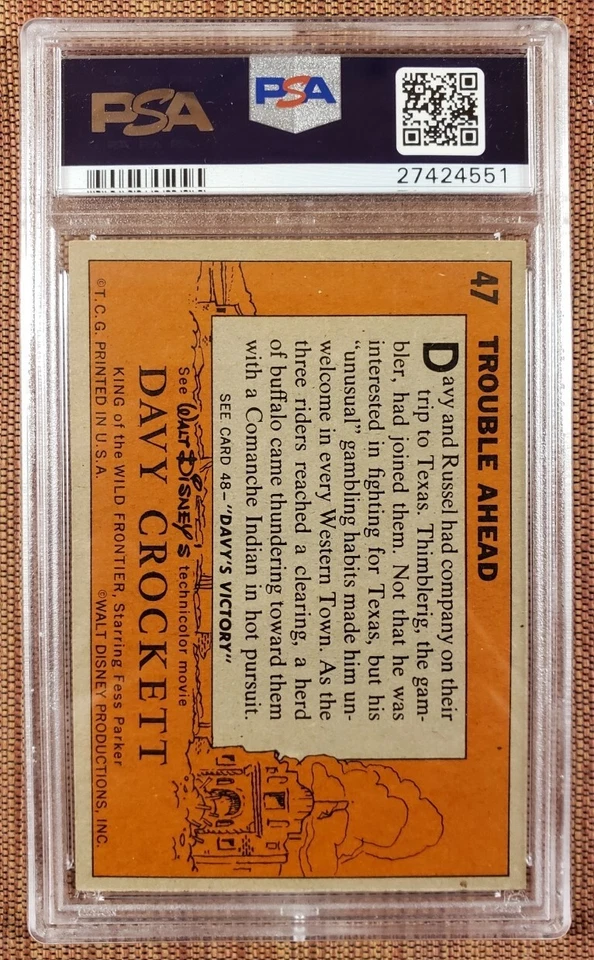 PSA
PSA
27424551
47 TROUBLE AHEAD
Davy and Russel had company on their
trip to Texas. Thimblerig, the gam-
bler, had joined them. Not that he was
interested in fighting for Texas, but his
“unusual” gambling habits made him un-
welcome in every Western Town. As the
three riders reached a clearing, a herd
of buffalo came thundering toward them
with a Comanche Indian in hot pursuit.
SEE CARD 48–"DAVY'S VICTORY"
See WALT DISNEY'S technicolor movie
DAVY CROCKETT
KING of the WILD FRONTIER, Starring Fess Parker
©T.C.G. PRINTED IN U.S.A. ©WALT DISNEY PRODUCTIONS, INC.